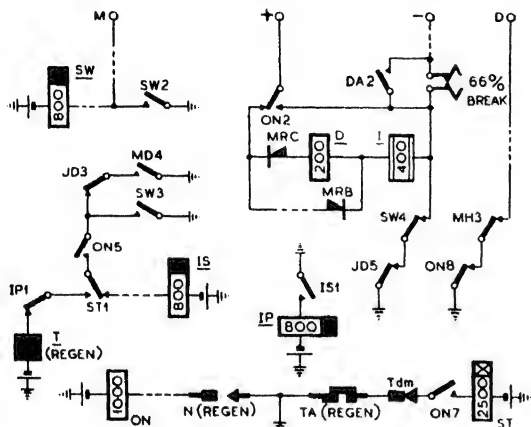 M + - D
SW
800
SW2
DA2
66%
BREAK
ON2
MRC
D
200
I
400
MRB
JD3
MD4
SW3
SW4
MH3
ON5
IS
800
ST1
IP1
T
(REGEN)
IS1
IP
800
JD5
ON8
1000
ON
N (REGEN)
TA (REGEN)
Tdm
ON7
2500
ST